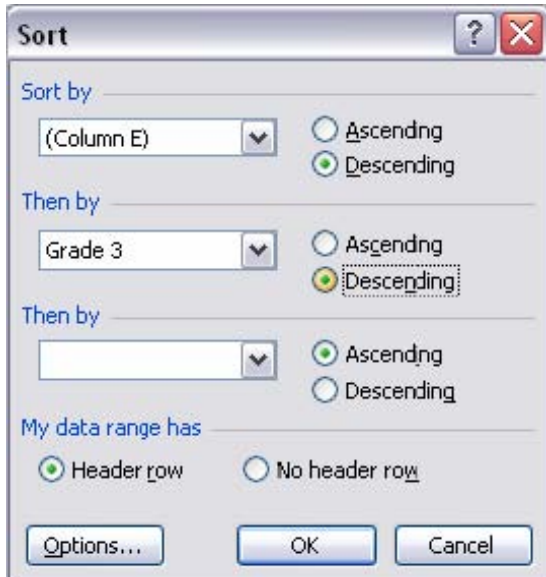 Sort
Sort by
(Column E)
Ascending
Descending
Then by
Grade 3
Ascending
Descending
Then by
Ascending
Descending
My data range has
Header row
No header row
Options...
OK
Cancel